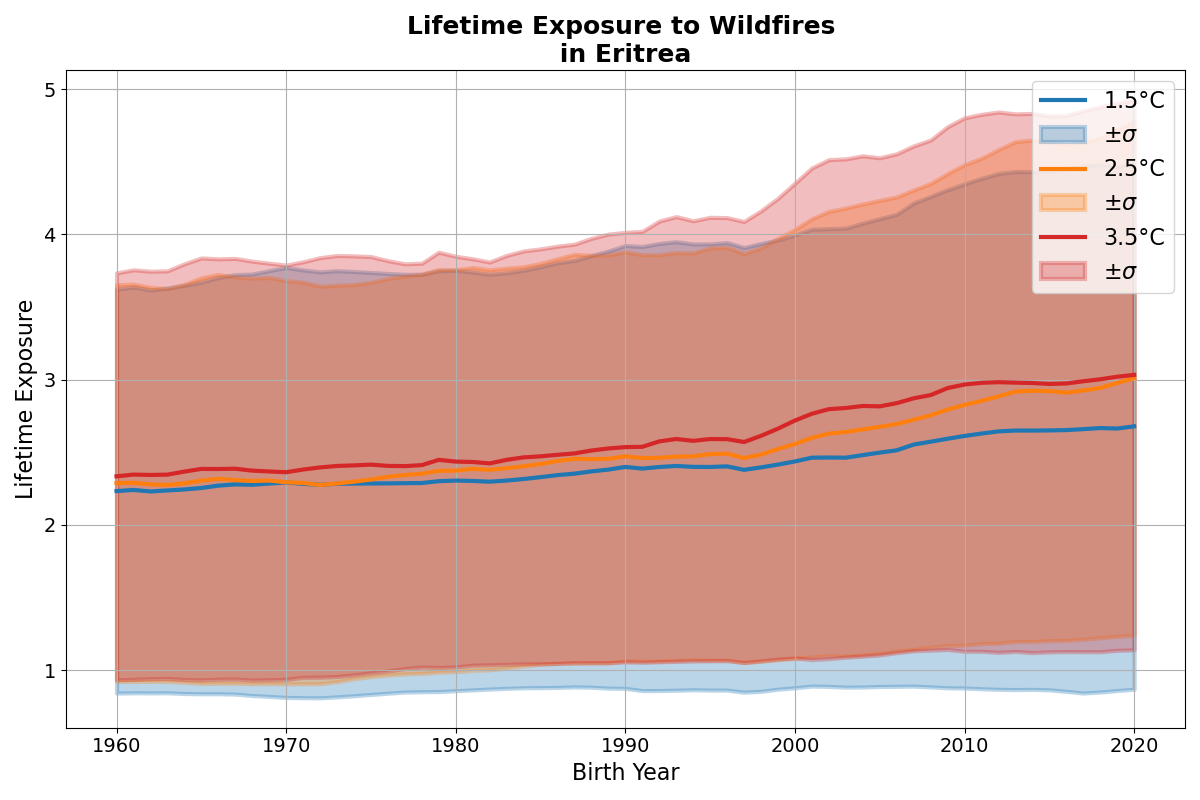 Lifetime Exposure to Wildfires
in Eritrea
5
4
3
2
1
Lifetime Exposure
1960
1970
1980
1990
2000
2010
2020
Birth Year
1.5°C
±σ
2.5°C
±σ
3.5°C
±σ